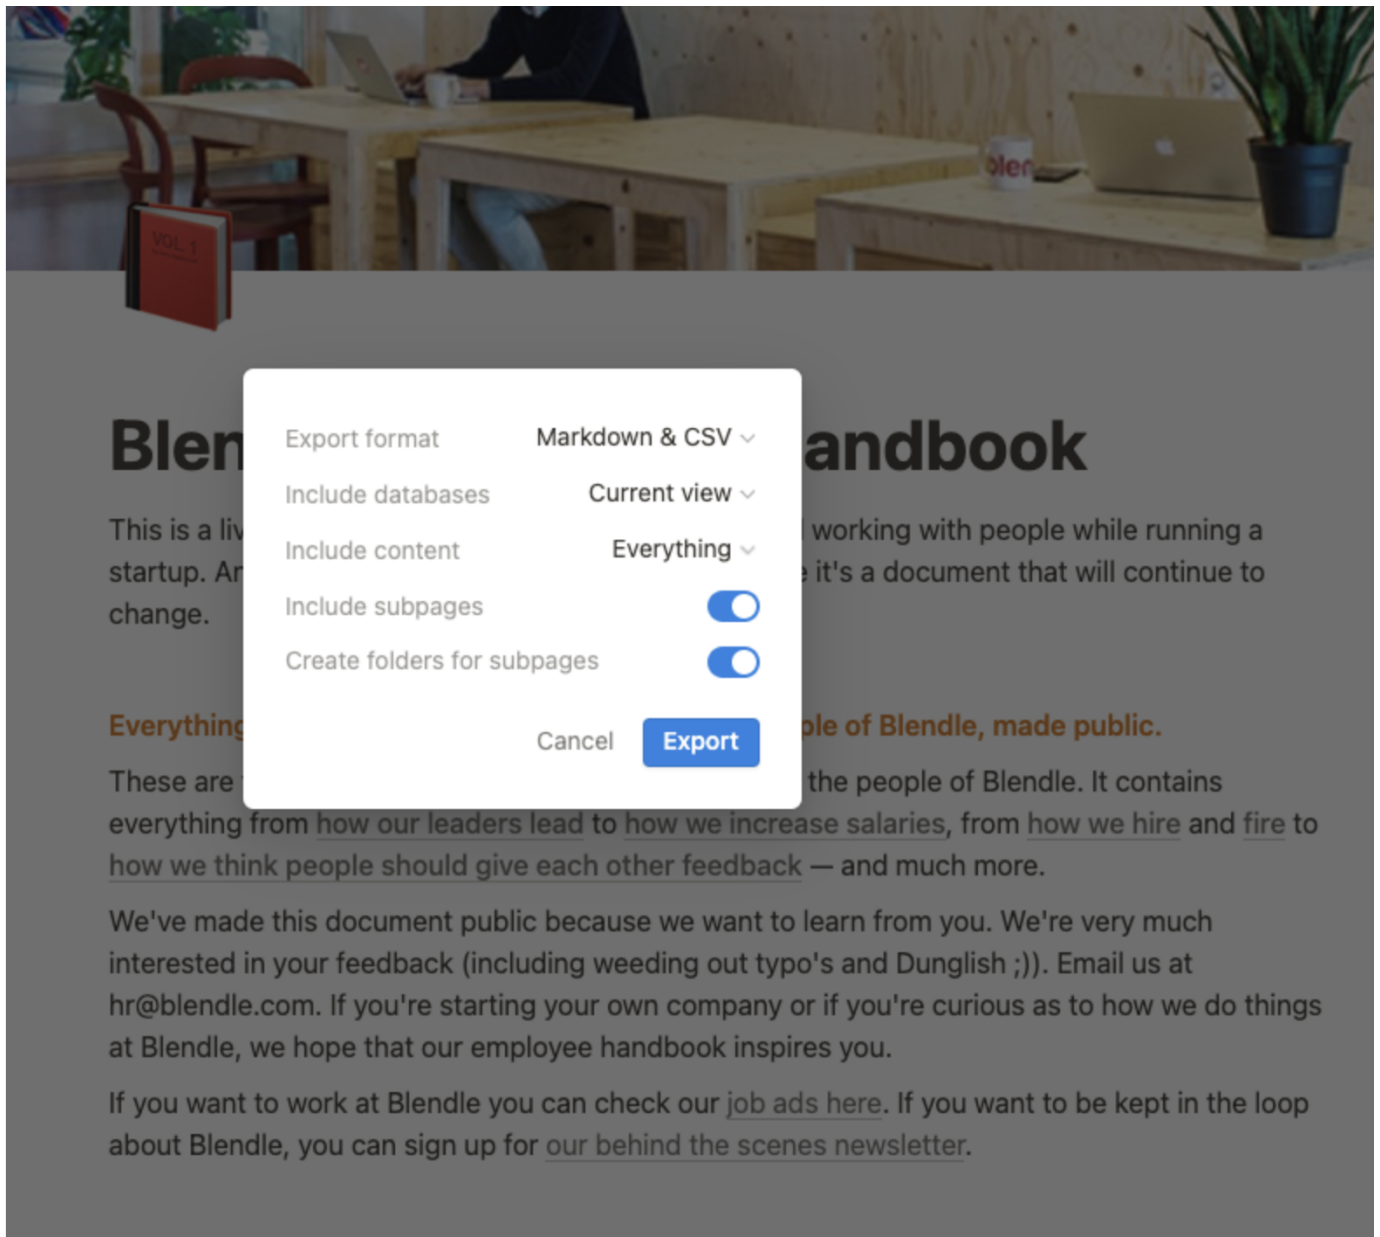 blen
VOL. 1
Blen
andbook
This is a li
working with people while running a
startup. Ar
it's a document that will continue to
change.
Export format Markdown & CSV
Include databases Current view
Include content Everything
Include subpages
Create folders for subpages
Cancel Export
Everything
ple of Blendle, made public.
These are
the people of Blendle. It contains
everything from how our leaders lead to how we increase salaries, from how we hire and fire to
how we think people should give each other feedback — and much more.
We've made this document public because we want to learn from you. We're very much
interested in your feedback (including weeding out typo's and Dunglish ;)). Email us at
hr@blendle.com. If you're starting your own company or if you're curious as to how we do things
at Blendle, we hope that our employee handbook inspires you.
If you want to work at Blendle you can check our job ads here. If you want to be kept in the loop
about Blendle, you can sign up for our behind the scenes newsletter.